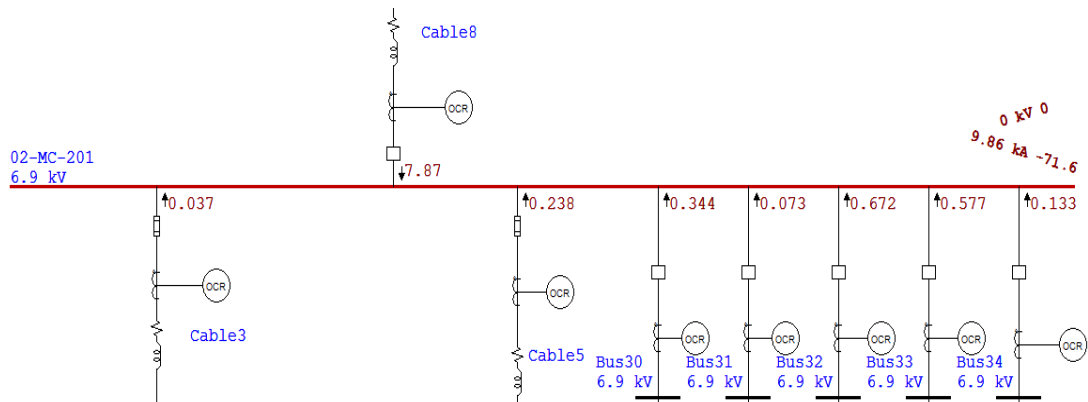 Cable8
OCR
0 kV 0
9.86 kA -71.6
02-MC-201
6.9 kV
7.87
0.037
0.238
0.344
0.073
0.672
0.577
0.133
OCR
OCR
Cable3
OCR
OCR
OCR
OCR
OCR
Cable5
Bus30
6.9 kV
Bus31
6.9 kV
Bus32
6.9 kV
Bus33
6.9 kV
Bus34
6.9 kV